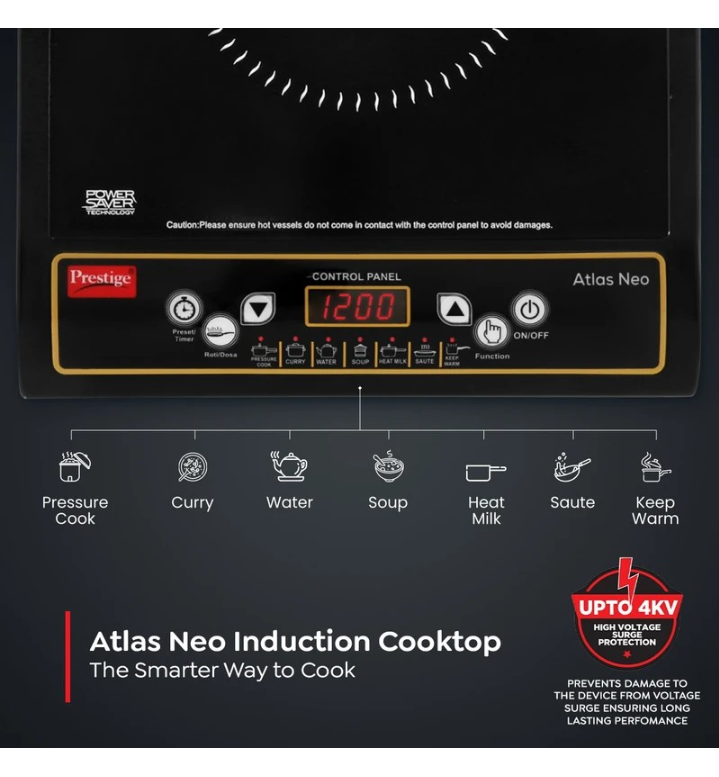 POWER
SAVER
TECHNOLOGY
Caution:Please ensure hot vessels do not come in contact with the control panel to avoid damages.
Prestige
CONTROL PANEL
Atlas Neo
1200
Preset/
Timer
Roti/Dosa
PRESSURE
COOK
CURRY
WATER
SOUP
HEAT MILK
SAUTE
KEEP
WARM
Function
ON/OFF
Pressure
Cook
Curry
Water
Soup
Heat
Milk
Saute
Keep
Warm
UPTO 4KV
HIGH VOLTAGE
SURGE
PROTECTION
Atlas Neo Induction Cooktop
The Smarter Way to Cook
PREVENTS DAMAGE TO
THE DEVICE FROM VOLTAGE
SURGE ENSURING LONG
LASTING PERFOMANCE